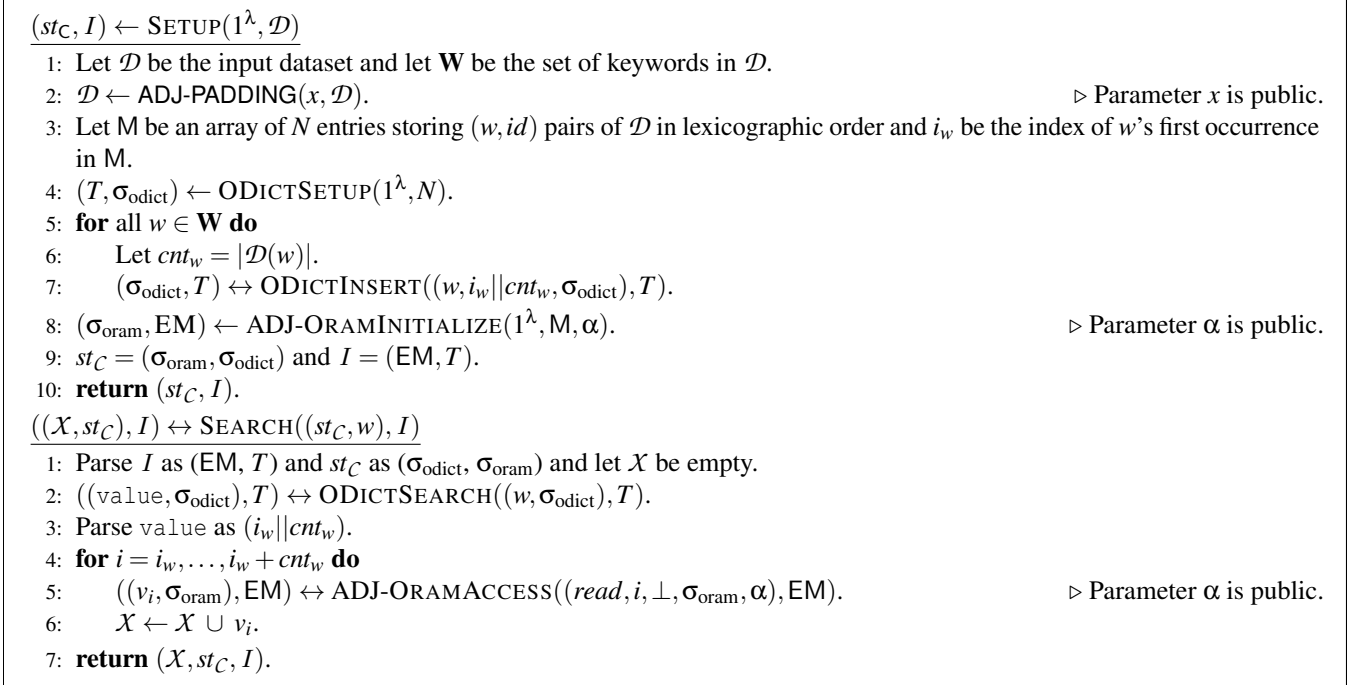 (st_C, I) ← SETUP(1^λ, 𝒟)
1: Let 𝒟 be the input dataset and let W be the set of keywords in 𝒟.
2: 𝒟 ← ADJ-PADDING(x, 𝒟). ▷ Parameter x is public.
3: Let M be an array of N entries storing (w, id) pairs of 𝒟 in lexicographic order and i_w be the index of w's first occurrence
in M.
4: (T, σ_odict) ← ODICTSETUP(1^λ, N).
5: for all w ∈ W do
6: Let cnt_w = |𝒟(w)|.
7: (σ_odict, T) ↔ ODICTINSERT((w, i_w||cnt_w, σ_odict), T).
8: (σ_oram, EM) ← ADJ-ORAMINITIALIZE(1^λ, M, α). ▷ Parameter α is public.
9: st_C = (σ_oram, σ_odict) and I = (EM, T).
10: return (st_C, I).
((X, st_C), I) ↔ SEARCH((st_C, w), I)
1: Parse I as (EM, T) and st_C as (σ_odict, σ_oram) and let X be empty.
2: ((value, σ_odict), T) ↔ ODICTSEARCH((w, σ_odict), T).
3: Parse value as (i_w||cnt_w).
4: for i = i_w, ..., i_w + cnt_w do
5: ((v_i, σ_oram), EM) ↔ ADJ-ORAMACCESS((read, i, ⊥, σ_oram, α), EM). ▷ Parameter α is public.
6: X ← X ∪ v_i.
7: return (X, st_C, I).